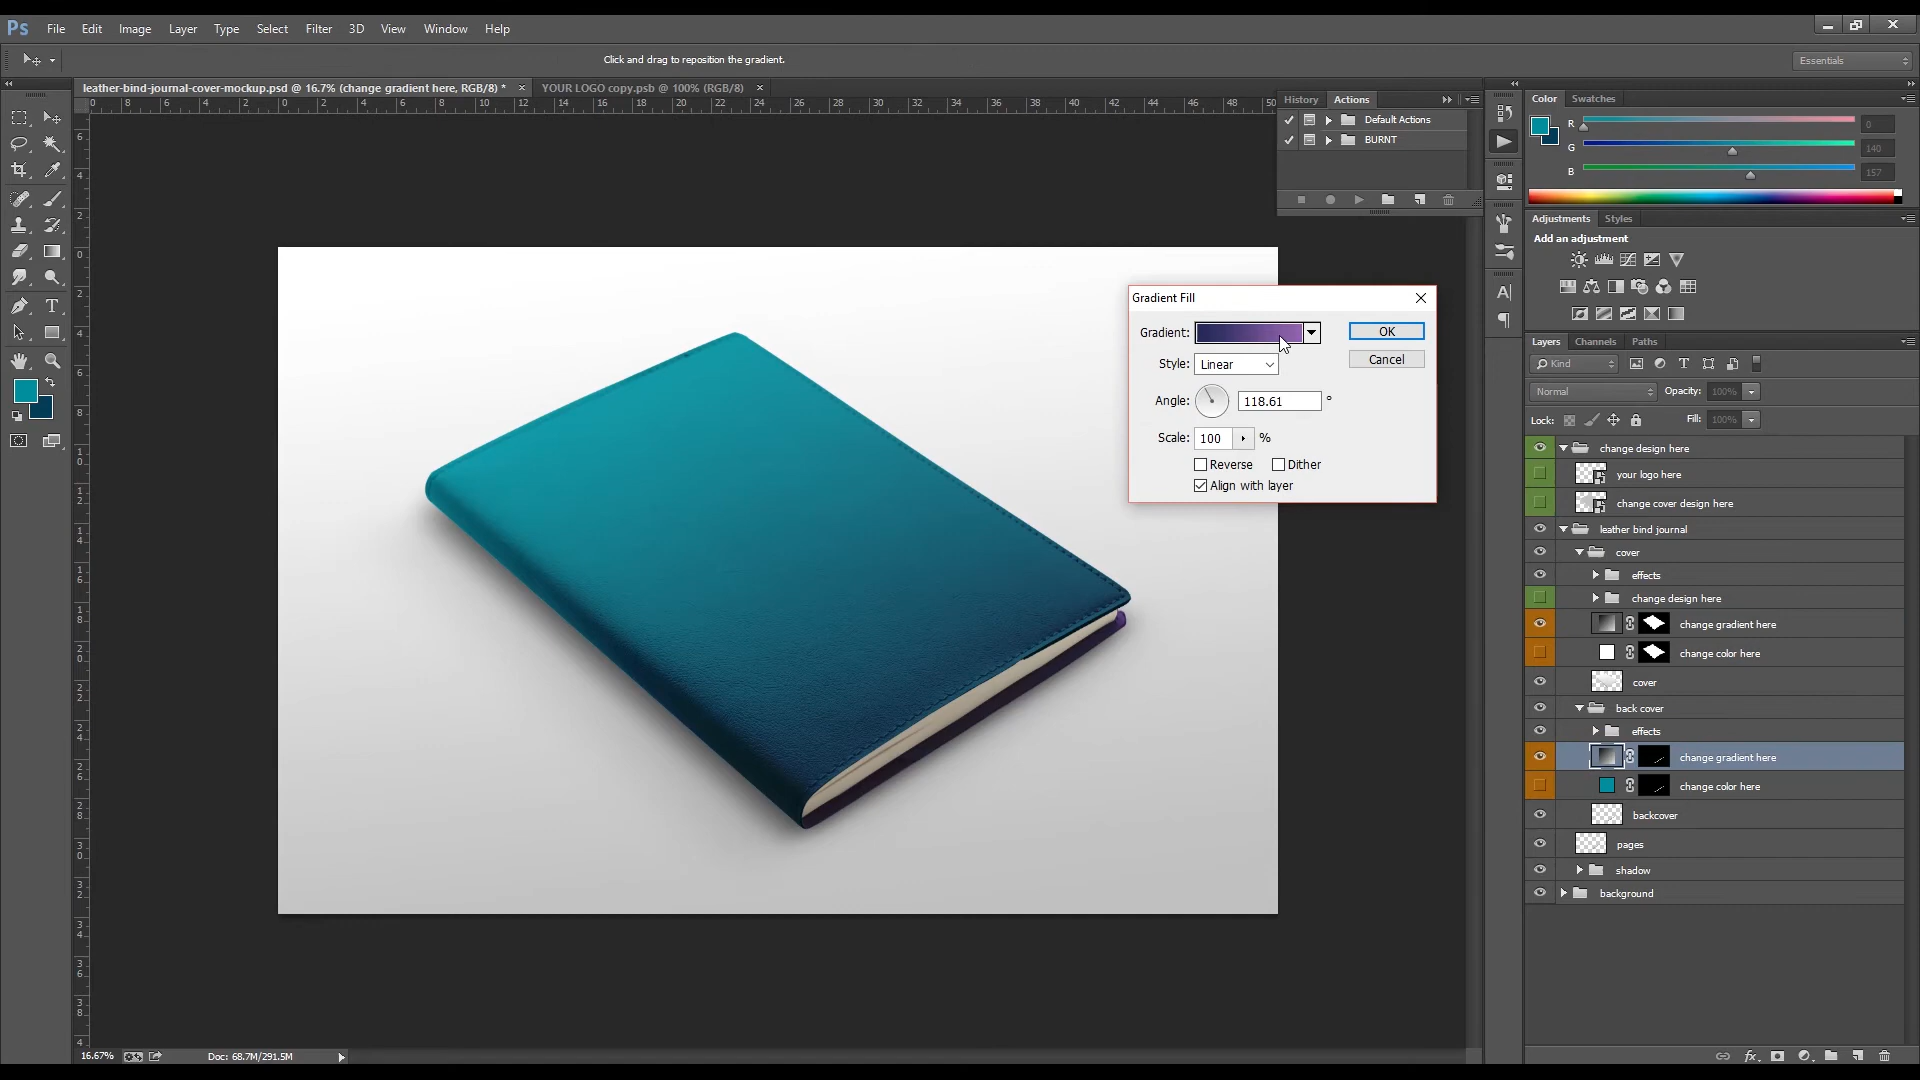 Ps File Edit Image Layer Type Select Filter 3D View Window Help
Click and drag to reposition the gradient.
Essentials
leather-bind-journal-cover-mockup.psd @ 16.7% (change gradient here, RGB/8) *
YOUR LOGO copy.psb @ 100% (RGB/8)
History Actions
Default Actions
BURNT
Color Swatches
R 0
G 140
B 157
Adjustments Styles
Add an adjustment
Gradient Fill
Gradient: OK
Style: Linear Cancel
Angle: 118.61 °
Scale: 100 %
Reverse Dither
Align with layer
Layers Channels Paths
Kind
Normal Opacity: 100%
Lock: Fill: 100%
change design here
your logo here
change cover design here
leather bind journal
cover
effects
change design here
change gradient here
change color here
cover
back cover
effects
change gradient here
change color here
backcover
pages
shadow
background
16.67% Doc: 68.7M/291.5M